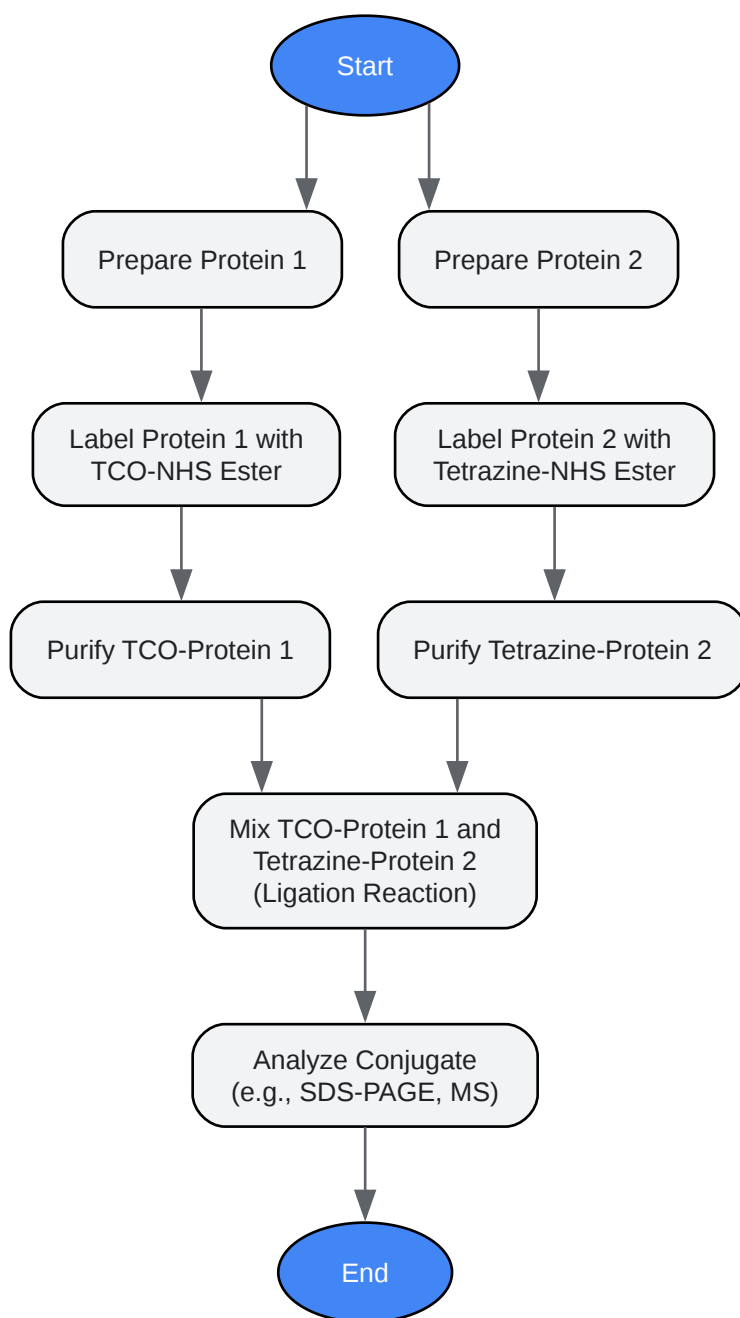 Start
Prepare Protein 1
Prepare Protein 2
Label Protein 1 with
TCO-NHS Ester
Label Protein 2 with
Tetrazine-NHS Ester
Purify TCO-Protein 1
Purify Tetrazine-Protein 2
Mix TCO-Protein 1 and
Tetrazine-Protein 2
(Ligation Reaction)
Analyze Conjugate
(e.g., SDS-PAGE, MS)
End